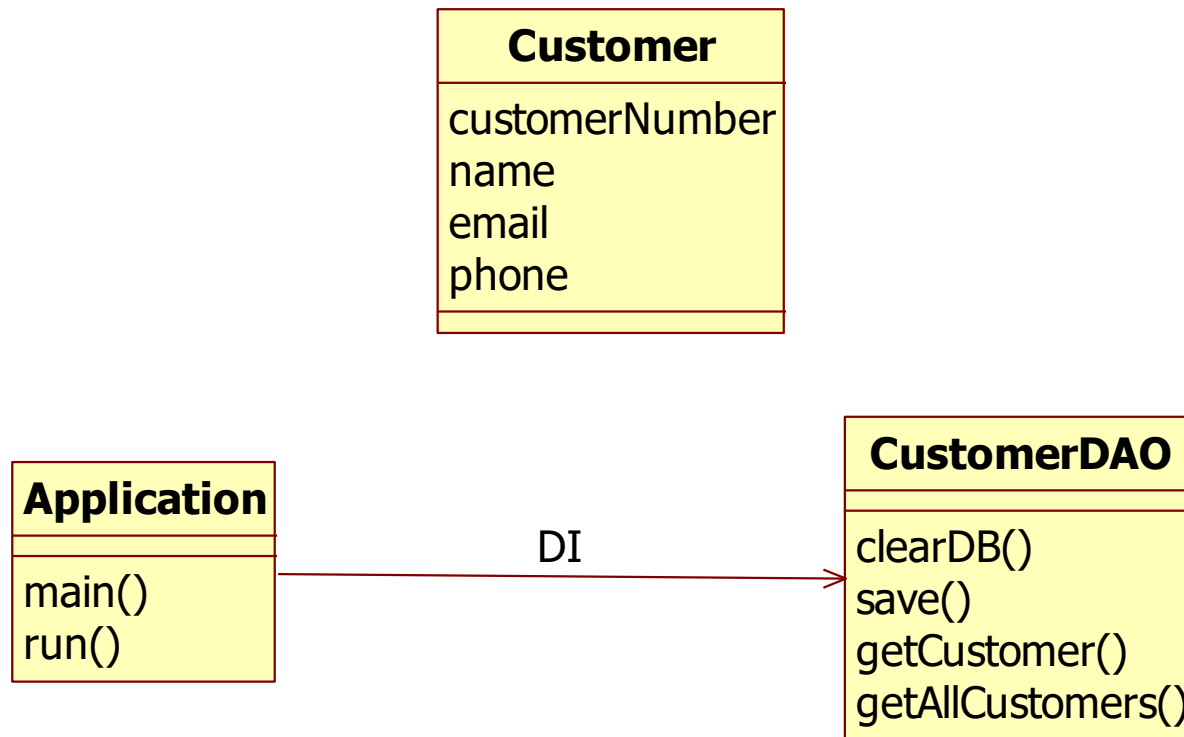 Customer
customerNumber
name
email
phone
Application
main()
run()
DI
CustomerDAO
clearDB()
save()
getCustomer()
getAllCustomers()